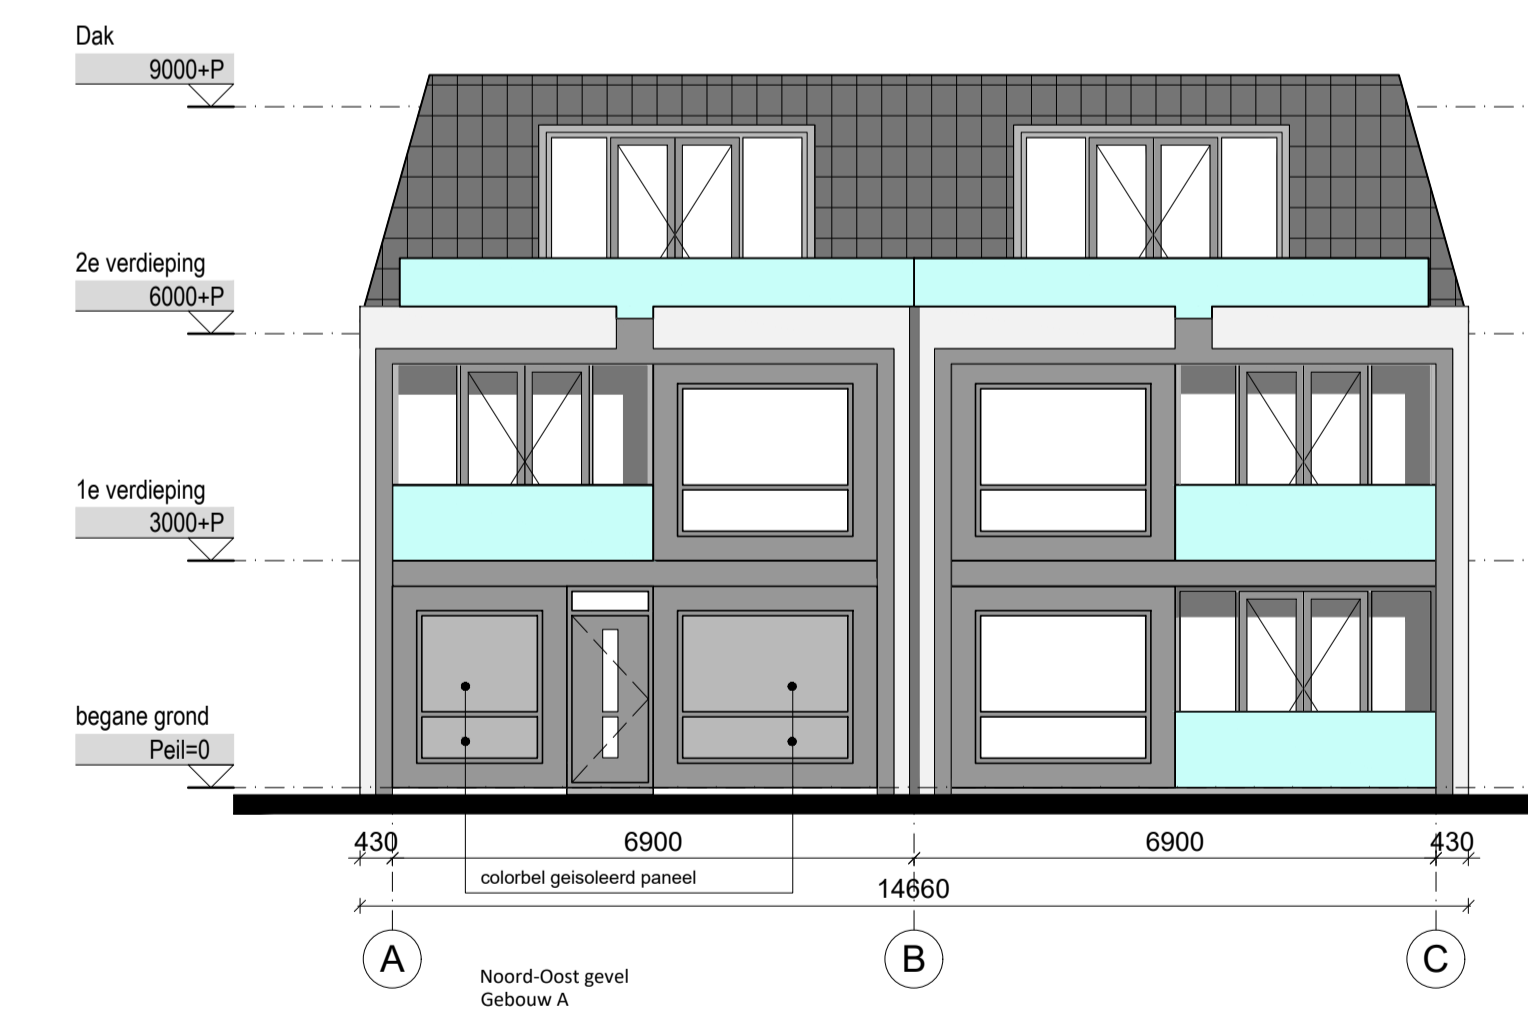 Dak
9000+P
2e verdieping
6000+P
1e verdieping
3000+P
begane grond
Peil=0
430 6900 6900 430
colorbel geisoleerd paneel
14660
A B C
Noord-Oost gevel
Gebouw A